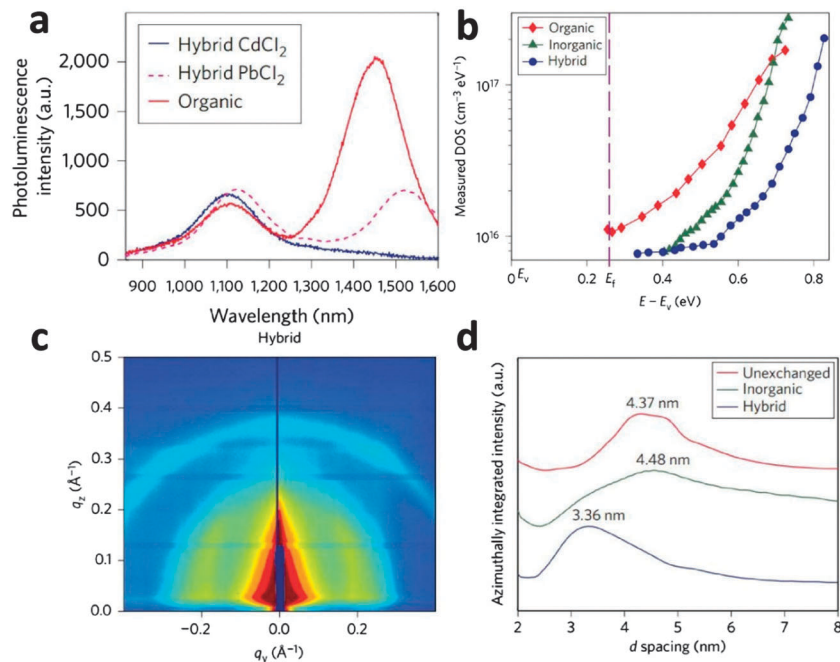 a
Hybrid CdCl2
Hybrid PbCl2
Organic
Photoluminescence
intensity (a.u.)
2,000
1,500
1,000
500
0
900
1,000
1,100
1,200
1,300
1,400
1,500
1,600
Wavelength (nm)
b
Organic
Inorganic
Hybrid
Measured DOS (cm⁻³ eV⁻¹)
10¹⁷
10¹⁶
Ev
0
0.2
Ef
0.4
0.6
0.8
E – Ev (eV)
c
Hybrid
qz (Å⁻¹)
0.5
0.4
0.3
0.2
0.1
0.0
−0.2
0.0
0.2
qy (Å⁻¹)
d
Unexchanged
Inorganic
Hybrid
Azimuthally integrated intensity (a.u.)
4.37 nm
4.48 nm
3.36 nm
2
3
4
5
6
7
8
d spacing (nm)